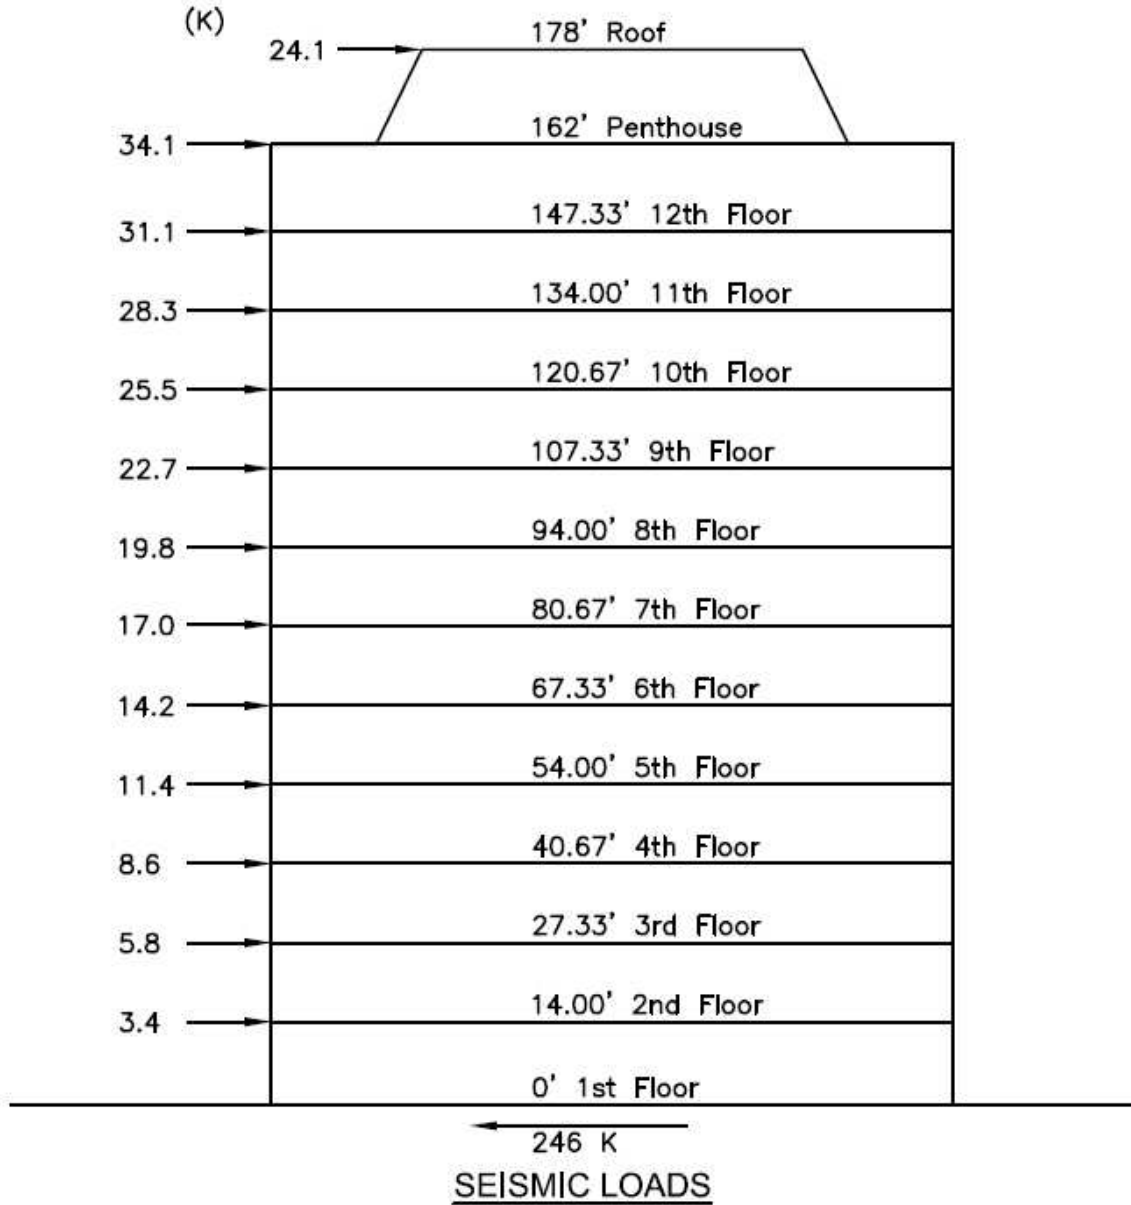 (K)
24.1 178' Roof
34.1 162' Penthouse
31.1 147.33' 12th Floor
28.3 134.00' 11th Floor
25.5 120.67' 10th Floor
22.7 107.33' 9th Floor
19.8 94.00' 8th Floor
17.0 80.67' 7th Floor
14.2 67.33' 6th Floor
11.4 54.00' 5th Floor
8.6 40.67' 4th Floor
5.8 27.33' 3rd Floor
3.4 14.00' 2nd Floor
0' 1st Floor
246 K
SEISMIC LOADS